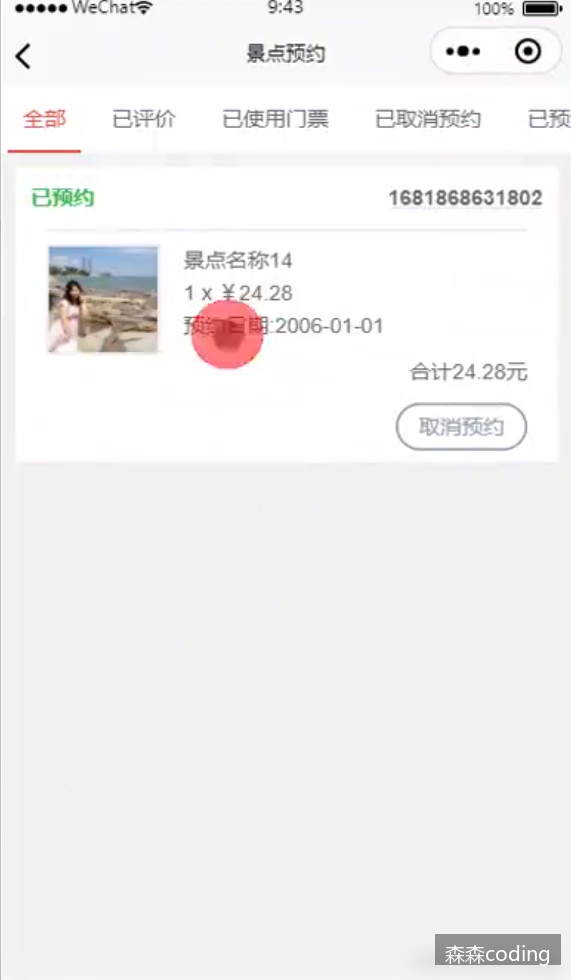 WeChat 9:43 100%
景点预约
全部 已评价 已使用门票 已取消预约 已预
已预约 1681868631802
景点名称14
1 x ￥24.28
预约日期:2006-01-01
合计24.28元
取消预约
森森coding